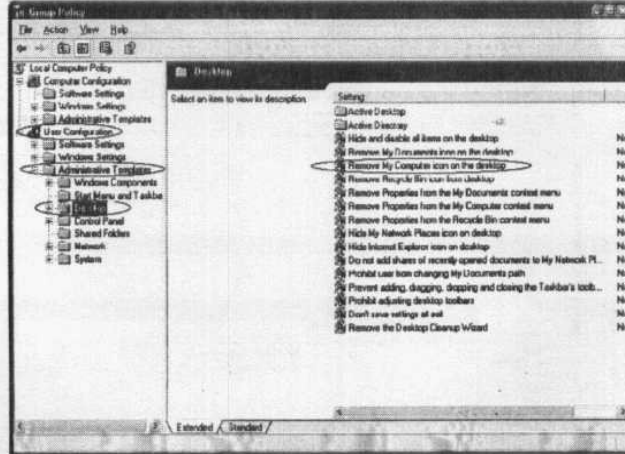 Group Policy
File Action View Help
Local Computer Policy
Computer Configuration
Software Settings
Windows Settings
Administrative Templates
User Configuration
Software Settings
Windows Settings
Administrative Templates
Windows Components
Start Menu and Taskba
Desktop
Control Panel
Shared Folders
Network
System
Desktop
Select an item to view its description.
Setting
Active Desktop
Active Directory
Hide and disable all items on the desktop
Remove My Documents icon on the desktop
Remove My Computer icon on the desktop
Remove Recycle Bin icon from desktop
Remove Properties from the My Documents context menu
Remove Properties from the My Computer context menu
Remove Properties from the Recycle Bin context menu
Hide My Network Places icon on desktop
Hide Internet Explorer icon on desktop
Do not add shares of recently opened documents to My Network Pl...
Prohibit user from changing My Documents path
Prevent adding, dragging, dropping and closing the Taskbar's toolb...
Prohibit adjusting desktop toolbars
Don't save settings at exit
Remove the Desktop Cleanup Wizard
Extended Standard